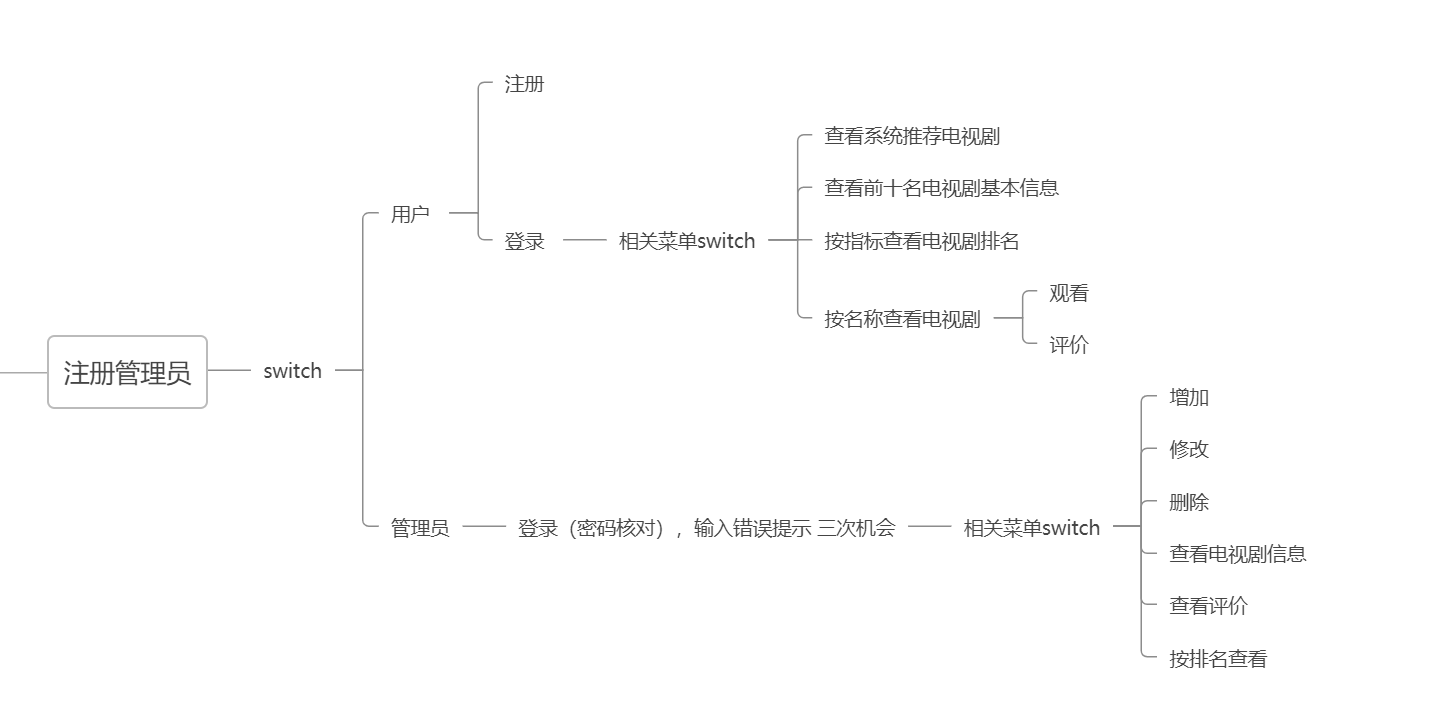 注册
查看系统推荐电视剧
查看前十名电视剧基本信息
用户
登录
相关菜单switch
按指标查看电视剧排名
观看
按名称查看电视剧
评价
注册管理员
switch
增加
修改
删除
管理员
登录（密码核对），输入错误提示 三次机会
相关菜单switch
查看电视剧信息
查看评价
按排名查看